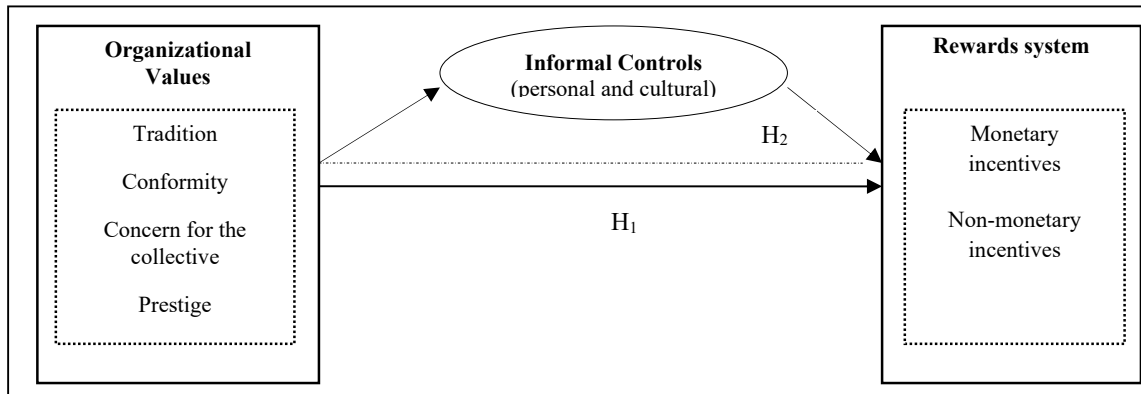 Organizational
Values
Tradition
Conformity
Concern for the
collective
Prestige
Informal Controls
(personal and cultural)
H2
H1
Rewards system
Monetary
incentives
Non-monetary
incentives